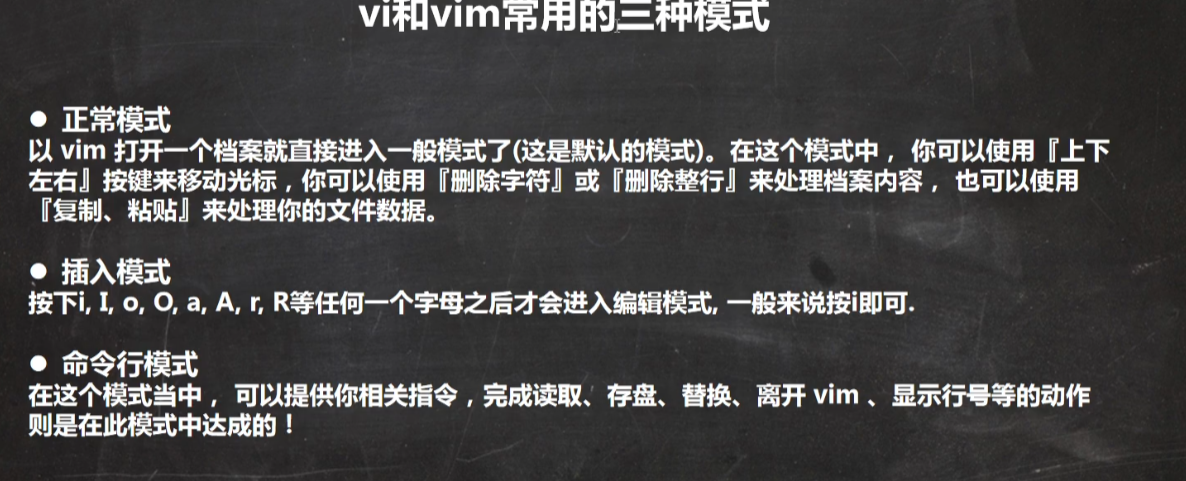 vi和vim常用的三种模式
● 正常模式
以 vim 打开一个档案就直接进入一般模式了(这是默认的模式)。在这个模式中， 你可以使用『上下
左右』按键来移动光标，你可以使用『删除字符』或『删除整行』来处理档案内容， 也可以使用
『复制、粘贴』来处理你的文件数据。
● 插入模式
按下i, I, o, O, a, A, r, R等任何一个字母之后才会进入编辑模式, 一般来说按i即可.
● 命令行模式
在这个模式当中， 可以提供你相关指令，完成读取、存盘、替换、离开 vim 、显示行号等的动作
则是在此模式中达成的！